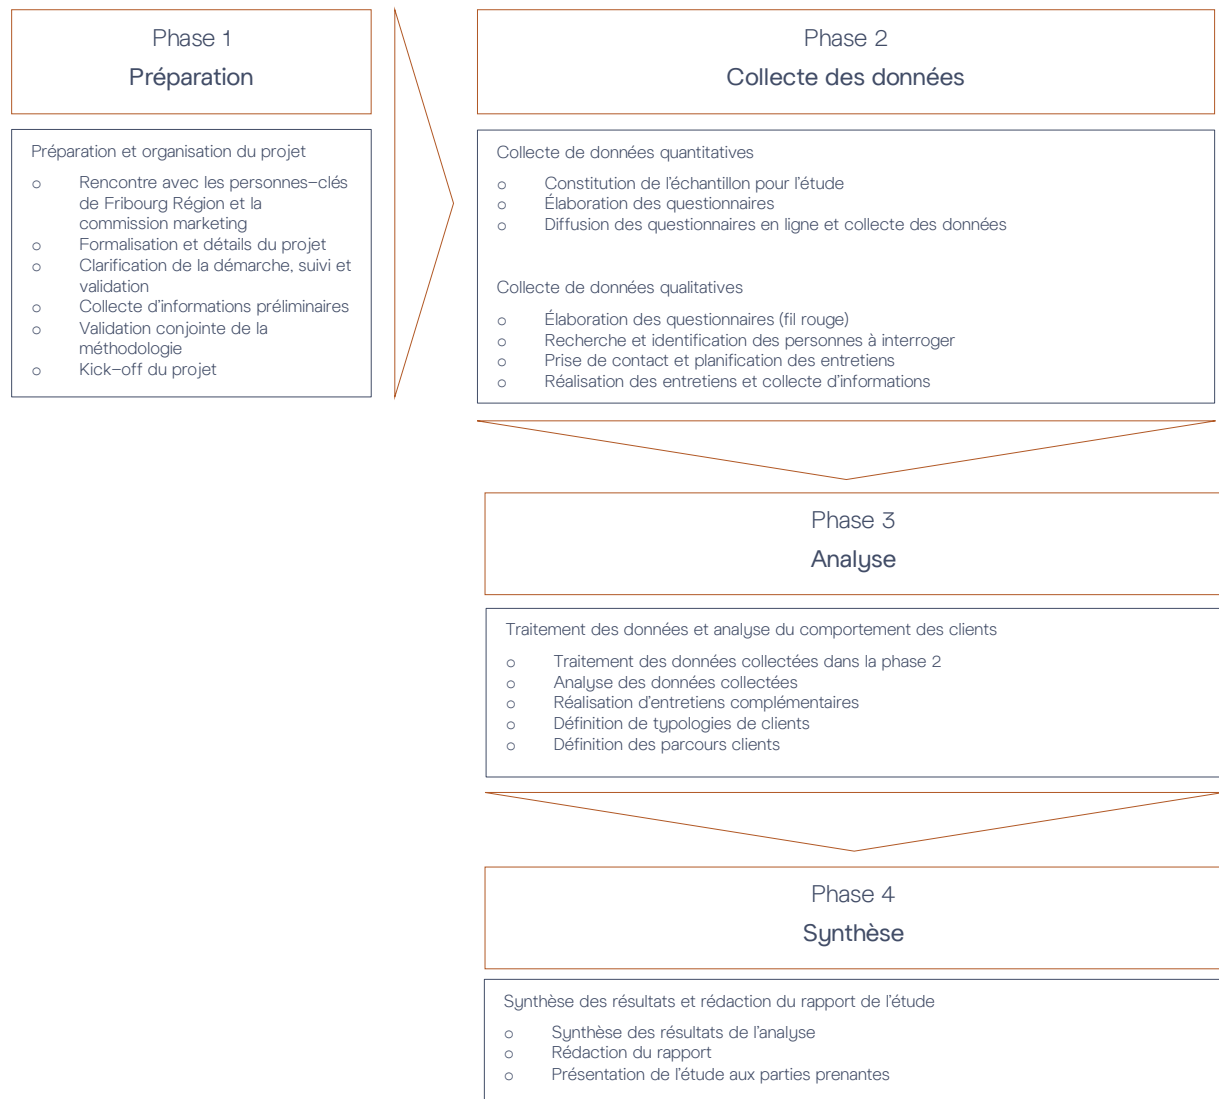 Phase 1
Préparation
Préparation et organisation du projet
o Rencontre avec les personnes-clés
de Fribourg Région et la
commission marketing
o Formalisation et détails du projet
o Clarification de la démarche, suivi et
validation
o Collecte d'informations préliminaires
o Validation conjointe de la
méthodologie
o Kick-off du projet
Phase 2
Collecte des données
Collecte de données quantitatives
o Constitution de l'échantillon pour l'étude
o Élaboration des questionnaires
o Diffusion des questionnaires en ligne et collecte des données
Collecte de données qualitatives
o Élaboration des questionnaires (fil rouge)
o Recherche et identification des personnes à interroger
o Prise de contact et planification des entretiens
o Réalisation des entretiens et collecte d'informations
Phase 3
Analyse
Traitement des données et analyse du comportement des clients
o Traitement des données collectées dans la phase 2
o Analyse des données collectées
o Réalisation d'entretiens complémentaires
o Définition de typologies de clients
o Définition des parcours clients
Phase 4
Synthèse
Synthèse des résultats et rédaction du rapport de l'étude
o Synthèse des résultats de l'analyse
o Rédaction du rapport
o Présentation de l'étude aux parties prenantes